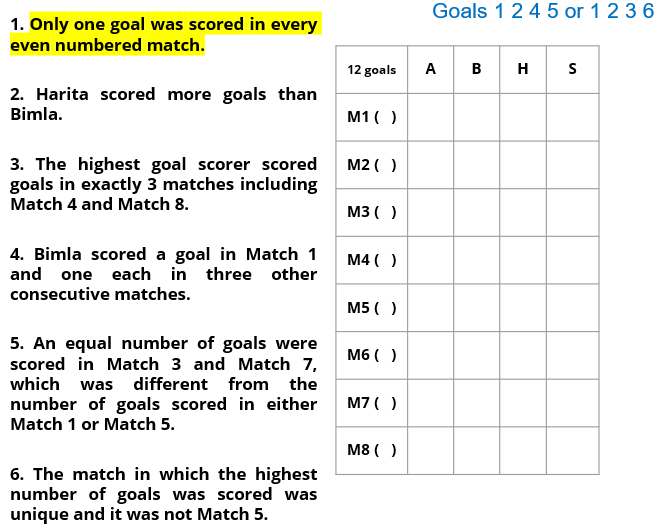 Goals 1 2 4 5 or 1 2 3 6
1. Only one goal was scored in every
even numbered match.
2. Harita scored more goals than
Bimla.
3. The highest goal scorer scored
goals in exactly 3 matches including
Match 4 and Match 8.
4. Bimla scored a goal in Match 1
and one each in three other
consecutive matches.
5. An equal number of goals were
scored in Match 3 and Match 7,
which was different from the
number of goals scored in either
Match 1 or Match 5.
6. The match in which the highest
number of goals was scored was
unique and it was not Match 5.
12 goals A B H S
M1 ( )
M2 ( )
M3 ( )
M4 ( )
M5 ( )
M6 ( )
M7 ( )
M8 ( )